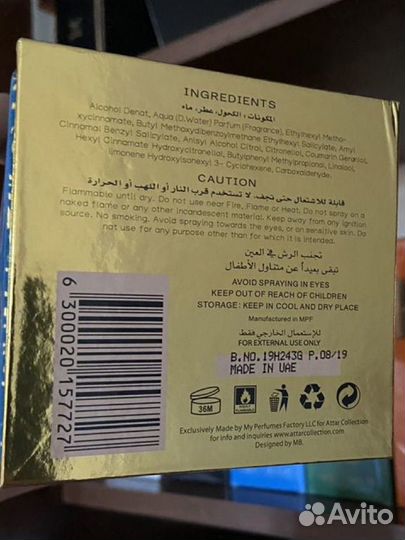 INGREDIENTS
المكونات، الكحول، عطر، ماء
Alcohol Denat, Aqua (D.Water) Parfum (Fragrance), Ethylhexyl Metho-
xycinnamate, Butyl Methoxydibenzoylmethane Ethylhexyl Salicylate, Amyl
Cinnamal Benzyl Salicylate, Anisyl Alcohol Citral, Citronellol, Coumarin Geraniol,
Hexyl Cinnamate Hydroxycitronellol, Butylphenyl Methylpropional, Linalool,
limonene Hydroxyisonexyl 3- Cyclohexene, Carboxaldehyde.
CAUTION
قابلة للاشتعال حتى تجف. لا تستخدم قرب النار أو اللهب أو الحرارة
Flammable until dry. Do not use near Fire, Flame or Heat. Do not spray on a
naked flame or any other incandescent material. Keep away from any ignition
source. No smoking. Avoid spraying towards the eyes, or on sensitive skin. Do
not use for any purpose other than for which it is intended.
تجنب الرش في العين
تبقى بعيداً عن متناول الأطفال
AVOID SPRAYING IN EYES
KEEP OUT OF REACH OF CHILDREN
STORAGE: KEEP IN COOL AND DRY PLACE
Manufactured in MPF
للإستعمال الخارجي فقط.
FOR EXTERNAL USE ONLY
B.NO.19H243G P.08/19
MADE IN UAE
6 300020 157727
36M
Exclusively Made by My Perfumes Factory LLC for Attar Collection
for info and inquiries www.attarcollection.com
Designed by MB.
Avito